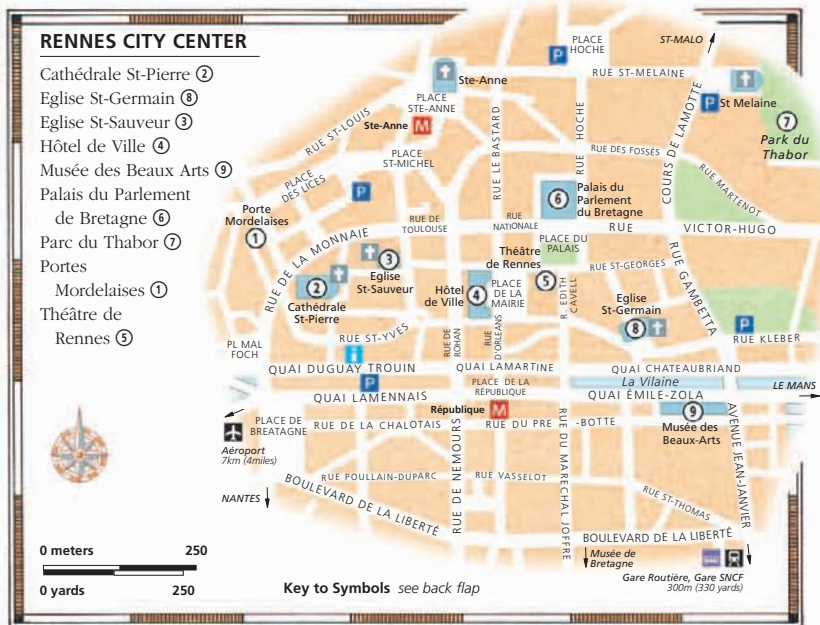 RENNES CITY CENTER
Cathédrale St-Pierre ②
Eglise St-Germain ⑧
Eglise St-Sauveur ③
Hôtel de Ville ④
Musée des Beaux Arts ⑨
Palais du Parlement
de Bretagne ⑥
Parc du Thabor ⑦
Portes
Mordelaises ①
Théâtre de
Rennes ⑤
PLACE
HOCHE
P
ST-MALO
Ste-Anne
RUE ST-MELAINE
PLACE
STE-ANNE
P
St Melaine
Ste-Anne M
RUE ST-LOUIS
RUE LE BASTARD
RUE HOCHE
COURS DE LAMOTTE
⑦
Park du
Thabor
PLACE
ST-MICHEL
RUE DES FOSSÉS
PLACE
DES LICES
P
RUE MARTENOT
⑥
Palais du
Parlement
du Bretagne
Porte
Mordelaises
①
RUE DE LA MONNAIE
RUE DE
TOULOUSE
RUE
NATIONALE
RUE VICTOR-HUGO
PLACE DU
PALAIS
Théâtre
de Rennes
⑤
RUE ST-GEORGES
RUE GAMBETTA
③
Eglise
St-Sauveur
②
Cathédrale
St-Pierre
Hôtel
de Ville
④
PLACE
DE LA
MAIRIE
R. EDITH
CAVELL
Eglise
St-Germain
⑧
P
RUE KLEBER
RUE ST-YVES
RUE DE
ROHAN
RUE
D'ORLEANS
PL MAL
FOCH
i
QUAI DUGUAY TROUIN
QUAI LAMARTINE
QUAI CHATEAUBRIAND
P
PLACE DE LA
RÉPUBLIQUE
La Vilaine
LE MANS
QUAI LAMENNAIS
QUAI ÉMILE-ZOLA
République M
⑨
Musée des
Beaux-Arts
PLACE DE
BREATAGNE
RUE DE LA CHALOTAIS
RUE DU PRE -BOTTE
AVENUE JEAN-JANVIER
Aéroport
7km (4miles)
RUE DE NEMOURS
RUE DU MARECHAL JOFFRE
RUE POULLAIN-DUPARC
RUE VASSELOT
NANTES
BOULEVARD DE LA LIBERTÉ
RUE ST-THOMAS
BOULEVARD DE LA LIBERTÉ
Musée de
Bretagne
Gare Routière, Gare SNCF
300m (330 yards)
0 meters 250
0 yards 250
Key to Symbols see back flap